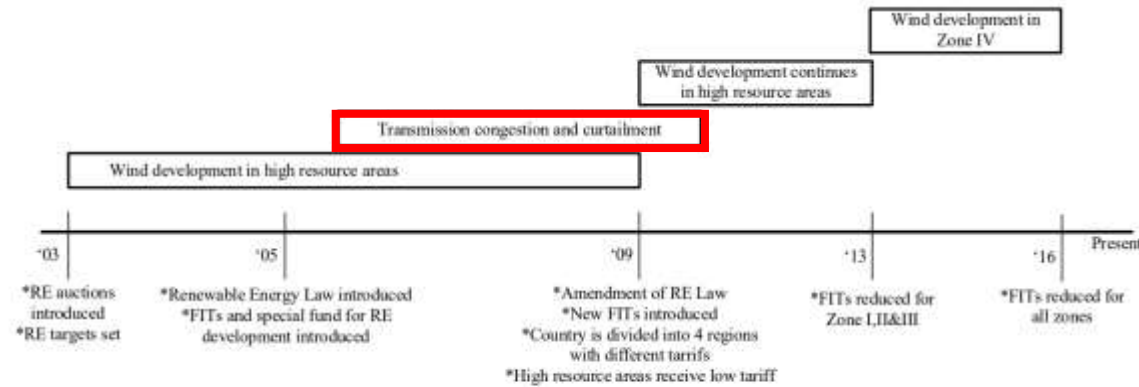 Wind development in
Zone IV
Wind development continues
in high resource areas
Transmission congestion and curtailment
Wind development in high resource areas
'03
'05
'09
'13
'16
Present
*RE auctions
introduced
*RE targets set
*Renewable Energy Law introduced
*FITs and special fund for RE
development introduced
*Amendment of RE Law
*New FITs introduced
*Country is divided into 4 regions
with different tarrifs
*High resource areas receive low tariff
*FITs reduced for
Zone I,II&III
*FITs reduced for
all zones